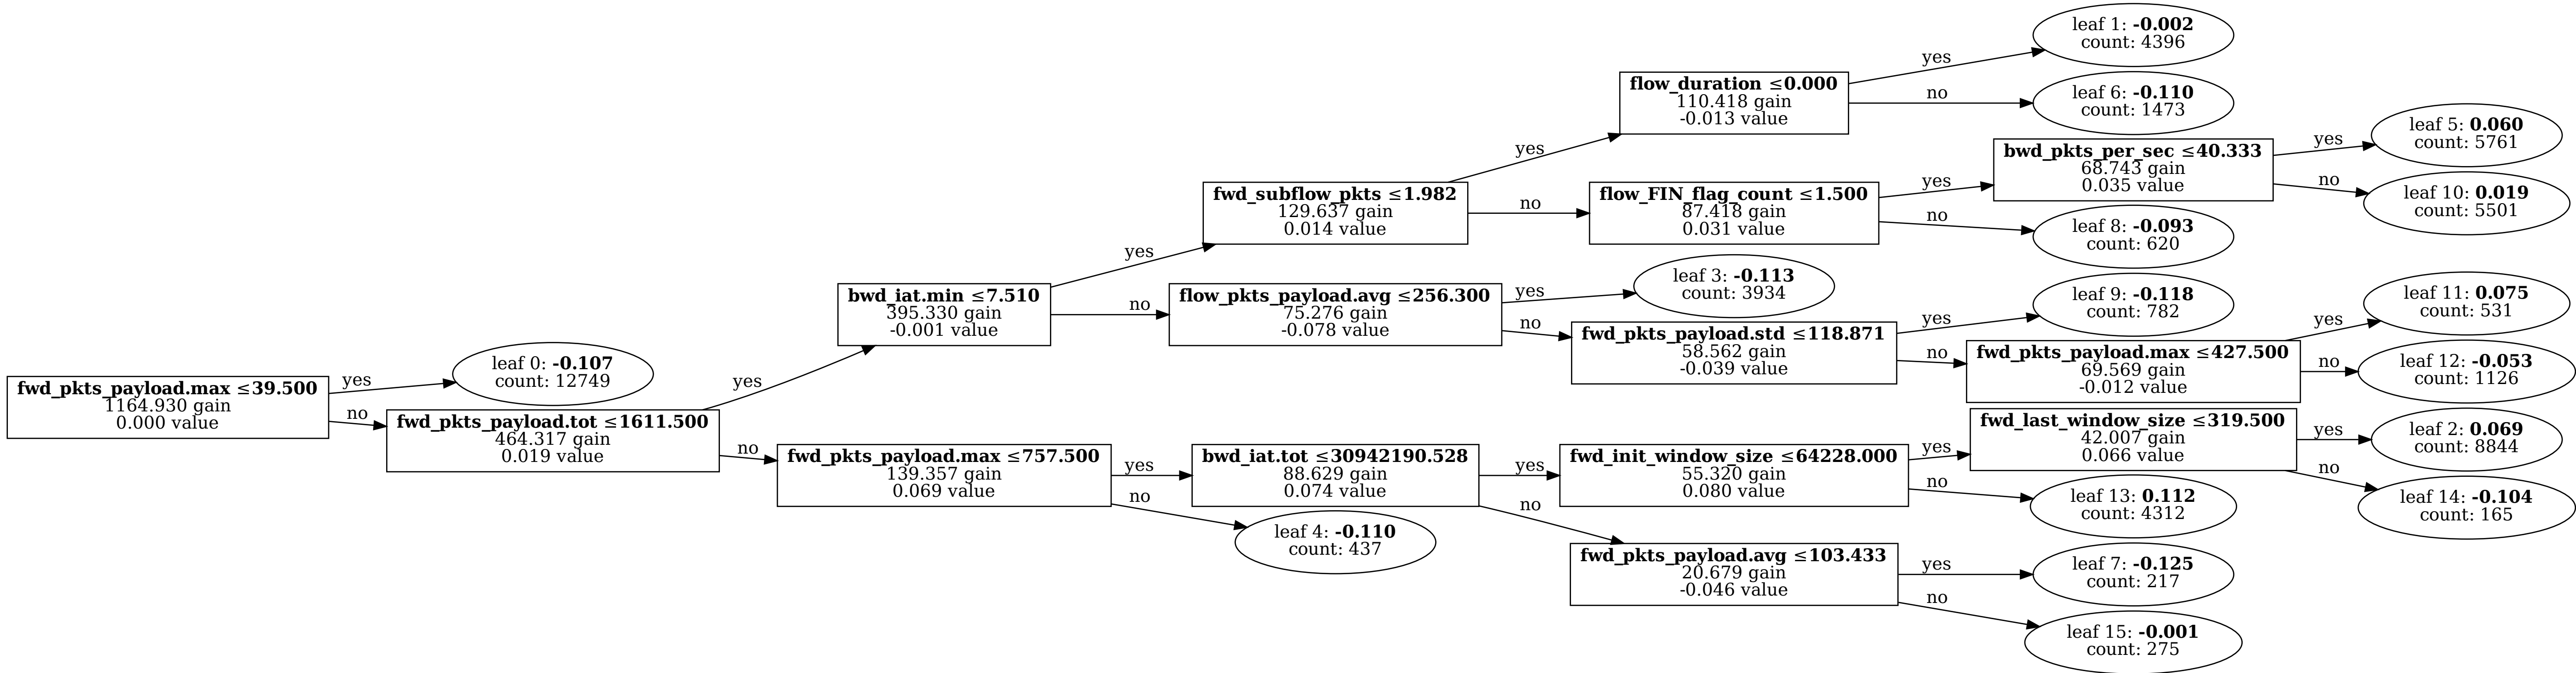 fwd_pkts_payload.max ≤39.500
1164.930 gain
0.000 value
yes
no
leaf 0: -0.107
count: 12749
fwd_pkts_payload.tot ≤1611.500
464.317 gain
0.019 value
yes
no
bwd_iat.min ≤7.510
395.330 gain
-0.001 value
yes
no
fwd_subflow_pkts ≤1.982
129.637 gain
0.014 value
yes
no
flow_duration ≤0.000
110.418 gain
-0.013 value
yes
no
leaf 1: -0.002
count: 4396
leaf 6: -0.110
count: 1473
flow_FIN_flag_count ≤1.500
87.418 gain
0.031 value
yes
no
bwd_pkts_per_sec ≤40.333
68.743 gain
0.035 value
yes
no
leaf 5: 0.060
count: 5761
leaf 10: 0.019
count: 5501
leaf 8: -0.093
count: 620
flow_pkts_payload.avg ≤256.300
75.276 gain
-0.078 value
yes
no
leaf 3: -0.113
count: 3934
fwd_pkts_payload.std ≤118.871
58.562 gain
-0.039 value
yes
no
leaf 9: -0.118
count: 782
fwd_pkts_payload.max ≤427.500
69.569 gain
-0.012 value
yes
no
leaf 11: 0.075
count: 531
leaf 12: -0.053
count: 1126
fwd_pkts_payload.max ≤757.500
139.357 gain
0.069 value
yes
no
bwd_iat.tot ≤30942190.528
88.629 gain
0.074 value
yes
no
leaf 4: -0.110
count: 437
fwd_init_window_size ≤64228.000
55.320 gain
0.080 value
yes
no
fwd_last_window_size ≤319.500
42.007 gain
0.066 value
yes
no
leaf 2: 0.069
count: 8844
leaf 14: -0.104
count: 165
leaf 13: 0.112
count: 4312
fwd_pkts_payload.avg ≤103.433
20.679 gain
-0.046 value
yes
no
leaf 7: -0.125
count: 217
leaf 15: -0.001
count: 275